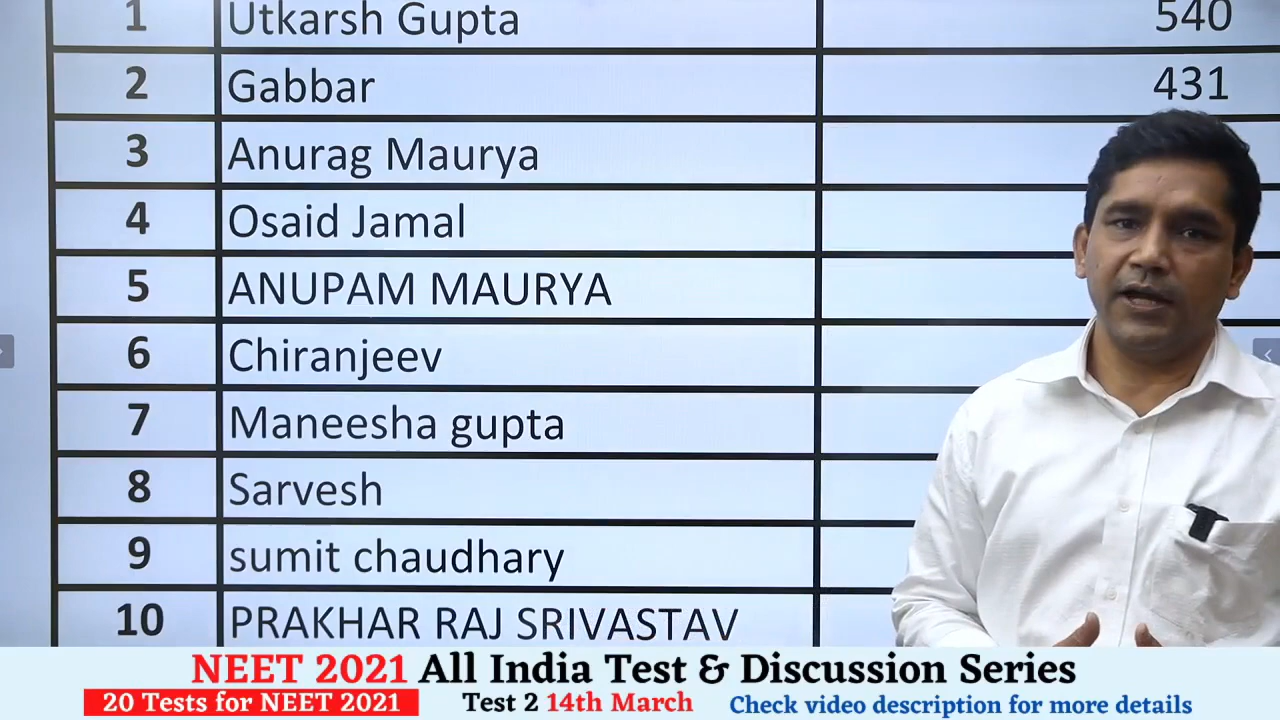 1 Utkarsh Gupta 540
2 Gabbar 431
3 Anurag Maurya
4 Osaid Jamal
5 ANUPAM MAURYA
6 Chiranjeev
7 Maneesha gupta
8 Sarvesh
9 sumit chaudhary
10 PRAKHAR RAJ SRIVASTAV
NEET 2021 All India Test & Discussion Series
20 Tests for NEET 2021 Test 2 14th March Check video description for more details